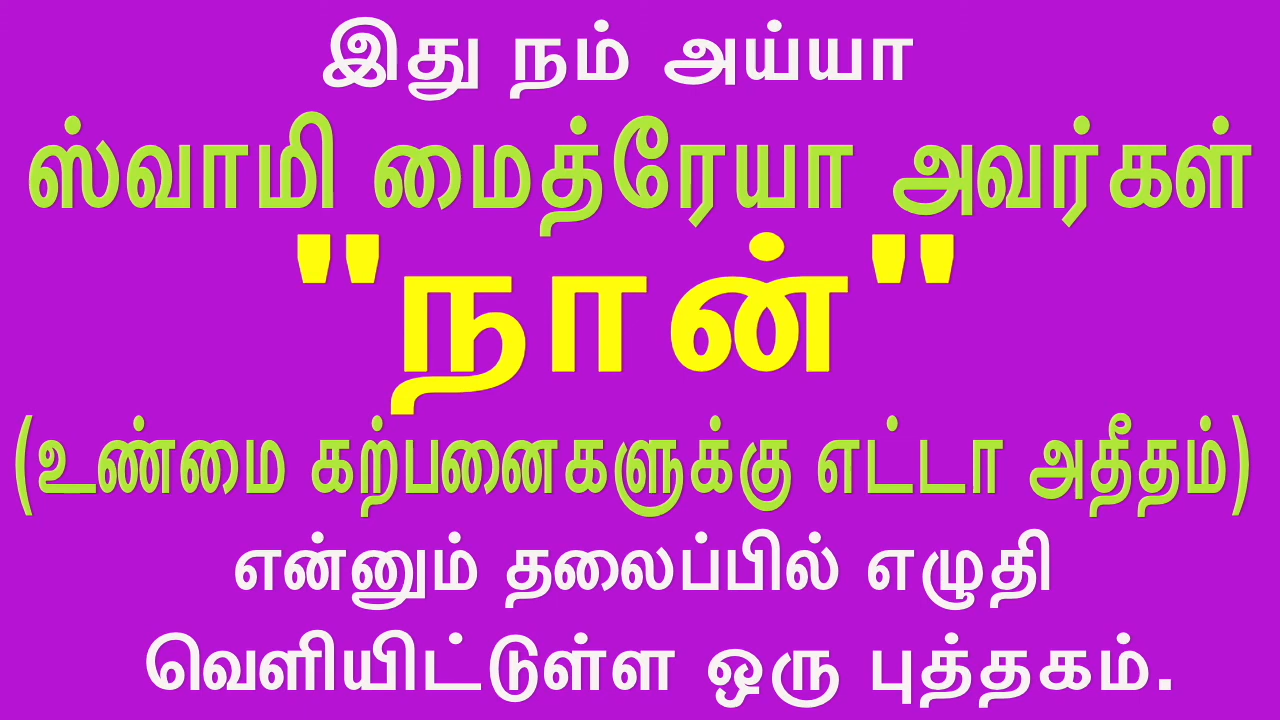 இது நம் அய்யா
ஸ்வாமி மைத்ரேயா அவர்கள்
"நான்"
(உண்மை கற்பனைகளுக்கு எட்டா அதீதம்)
என்னும் தலைப்பில் எழுதி
வெளியிட்டுள்ள ஒரு புத்தகம்.